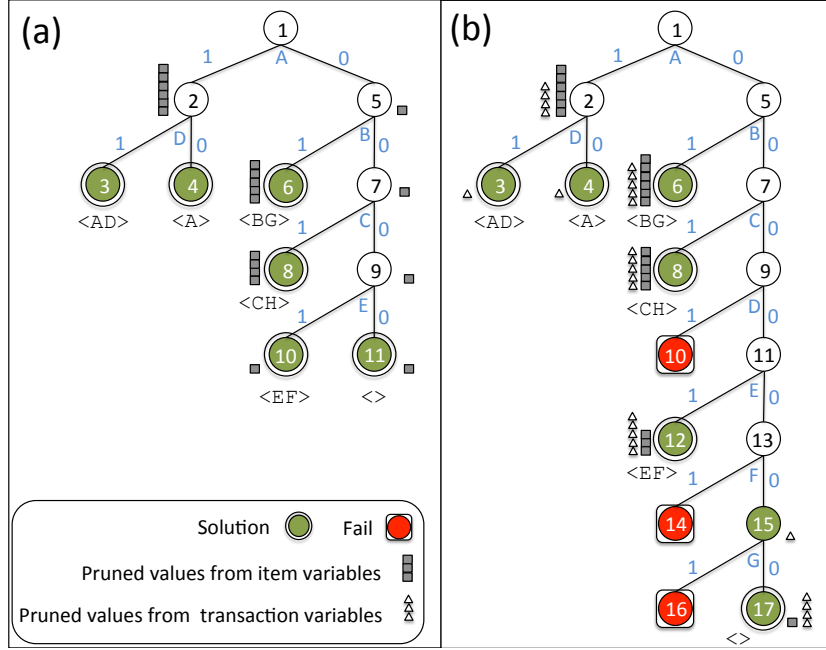 (a)
1
1 A 0
2
5
1 D 0
1 B 0
3
4
6
7
<AD>
<A>
<BG>
1 C 0
8
9
<CH>
1 E 0
10
11
<EF>
<>
Solution
Fail
Pruned values from item variables
Pruned values from transaction variables
(b)
1
1 A 0
2
5
1 D 0
1 B 0
3
4
6
7
<AD>
<A>
<BG>
1 C 0
8
9
<CH>
1 D 0
10
11
1 E 0
12
13
<EF>
1 F 0
14
15
1 G 0
16
17
<>